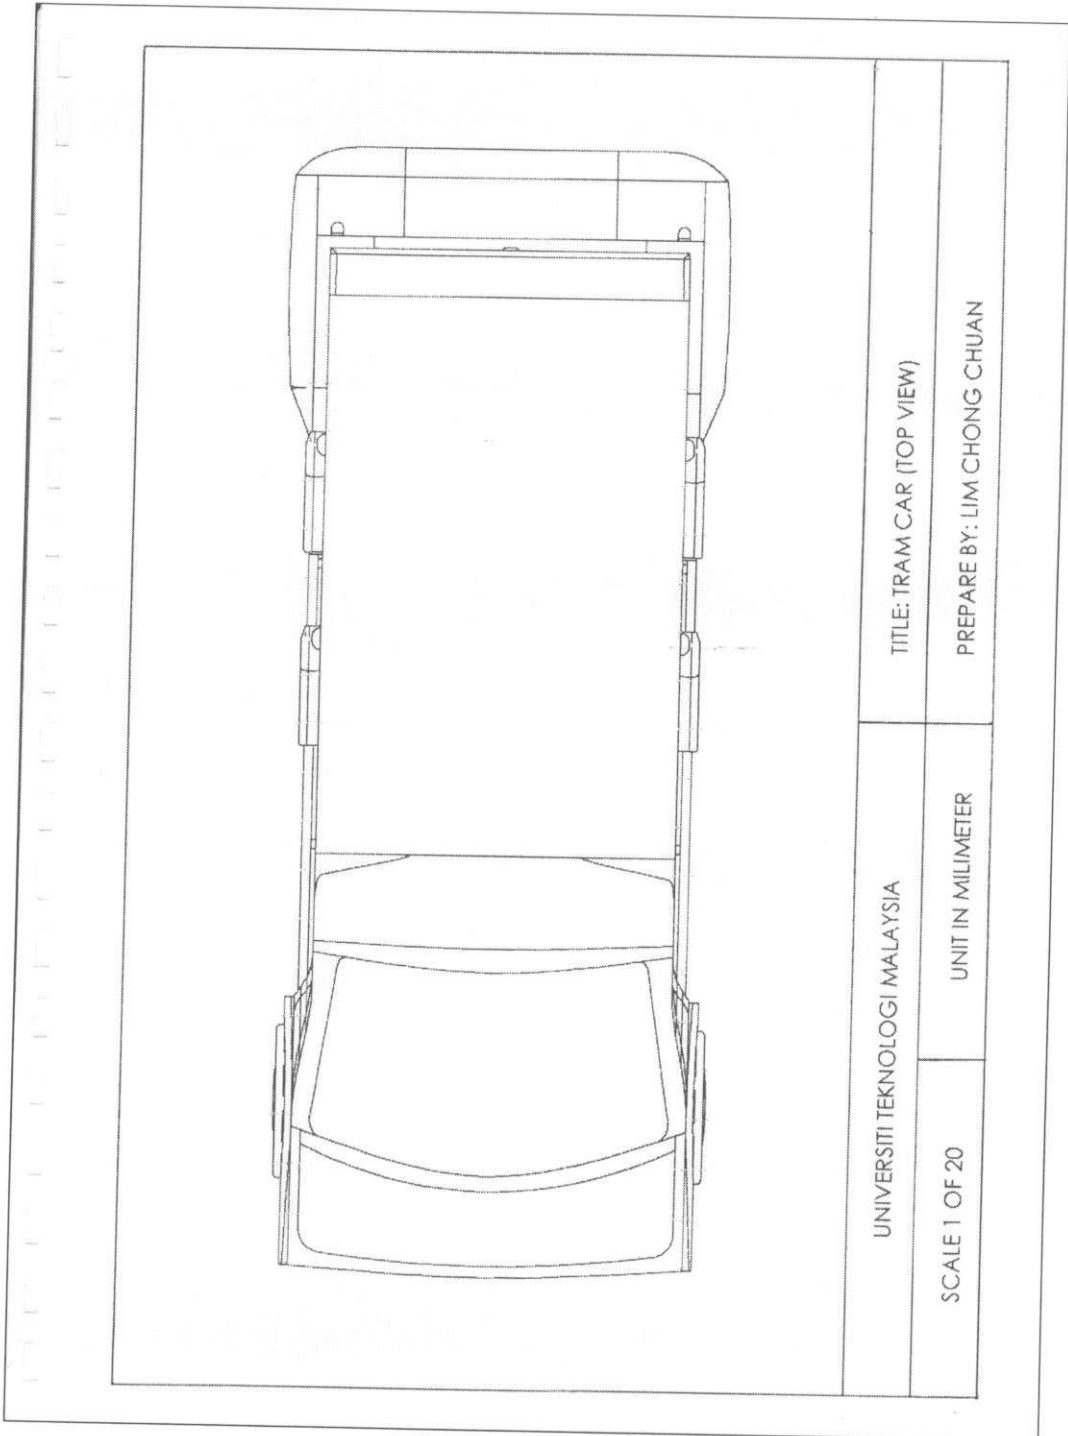 UNIVERSITI TEKNOLOGI MALAYSIA
TITLE: TRAM CAR (TOP VIEW)
SCALE 1 OF 20
UNIT IN MILIMETER
PREPARE BY: LIM CHONG CHUAN